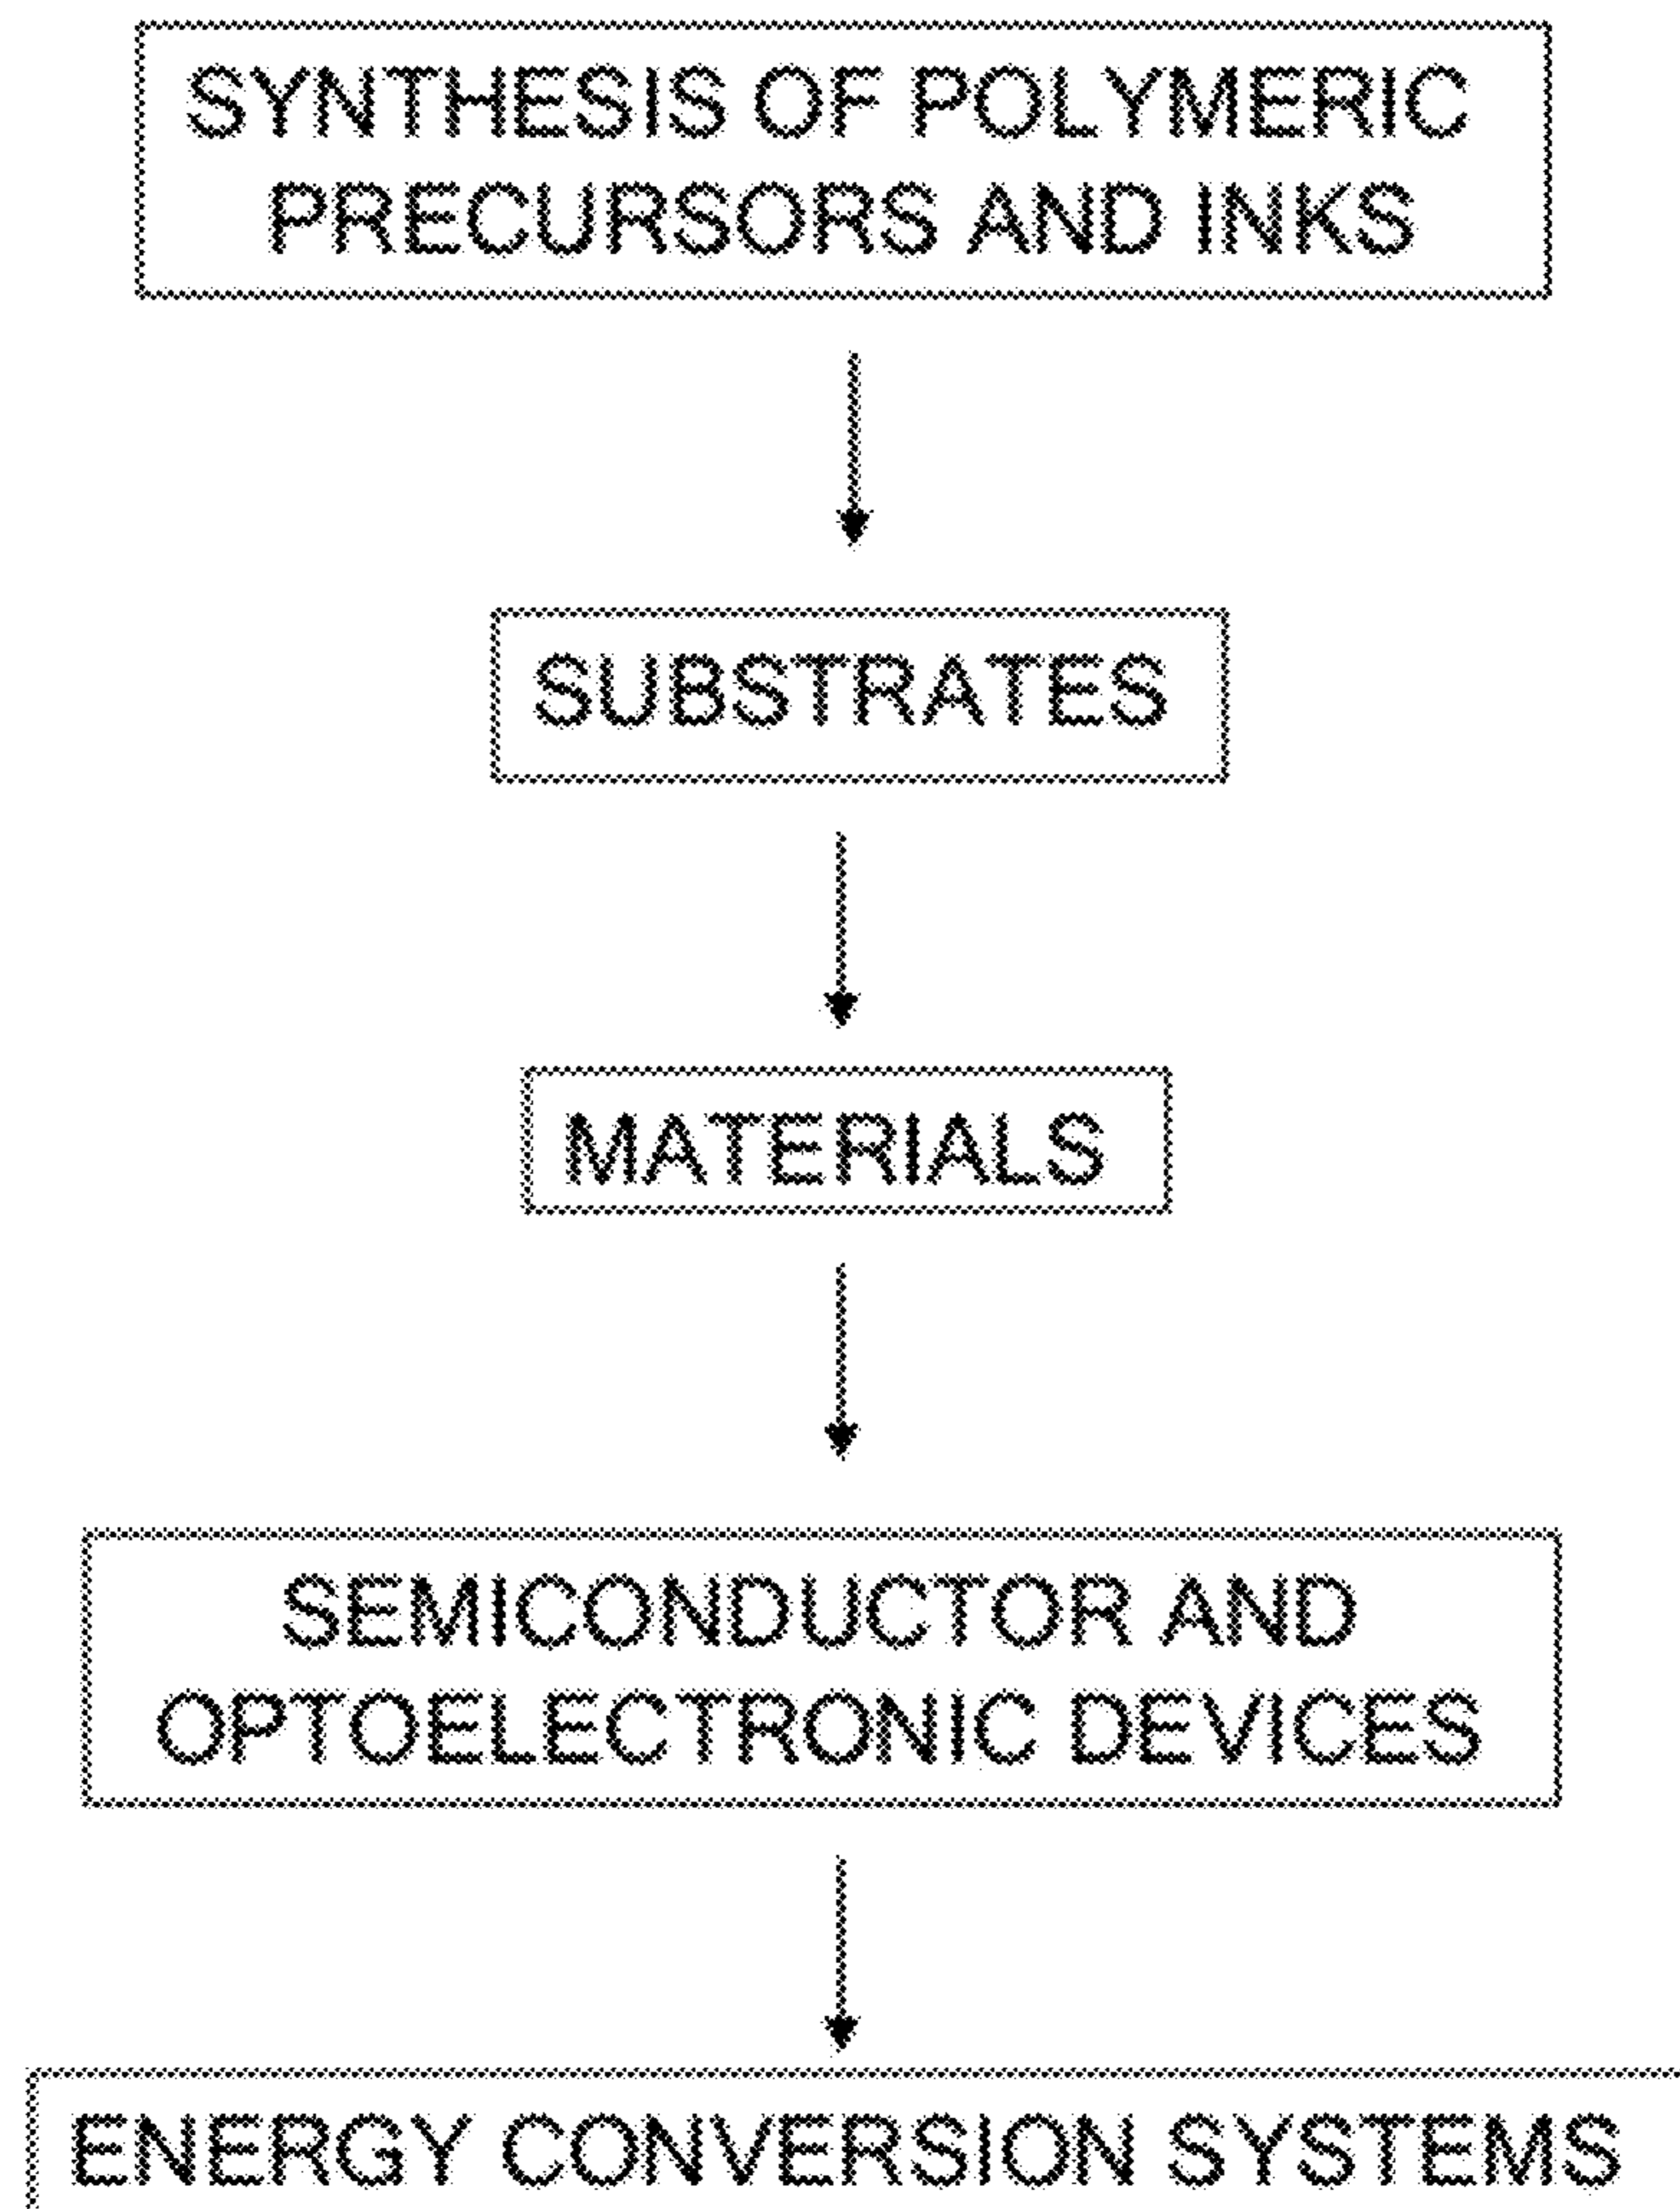 SYNTHESIS OF POLYMERIC
PRECURSORS AND INKS
SUBSTRATES
MATERIALS
SEMICONDUCTOR AND
OPTOELECTRONIC DEVICES
ENERGY CONVERSION SYSTEMS